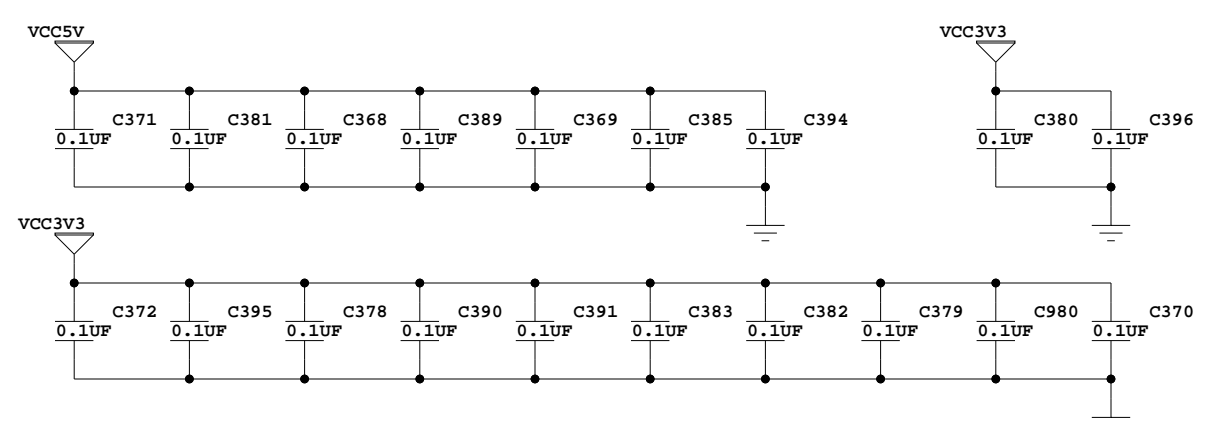 VCC5V VCC3V3
C371 C381 C368 C389 C369 C385 C394 C380 C396
0.1UF 0.1UF 0.1UF 0.1UF 0.1UF 0.1UF 0.1UF 0.1UF 0.1UF
VCC3V3
C372 C395 C378 C390 C391 C383 C382 C379 C980 C370
0.1UF 0.1UF 0.1UF 0.1UF 0.1UF 0.1UF 0.1UF 0.1UF 0.1UF 0.1UF